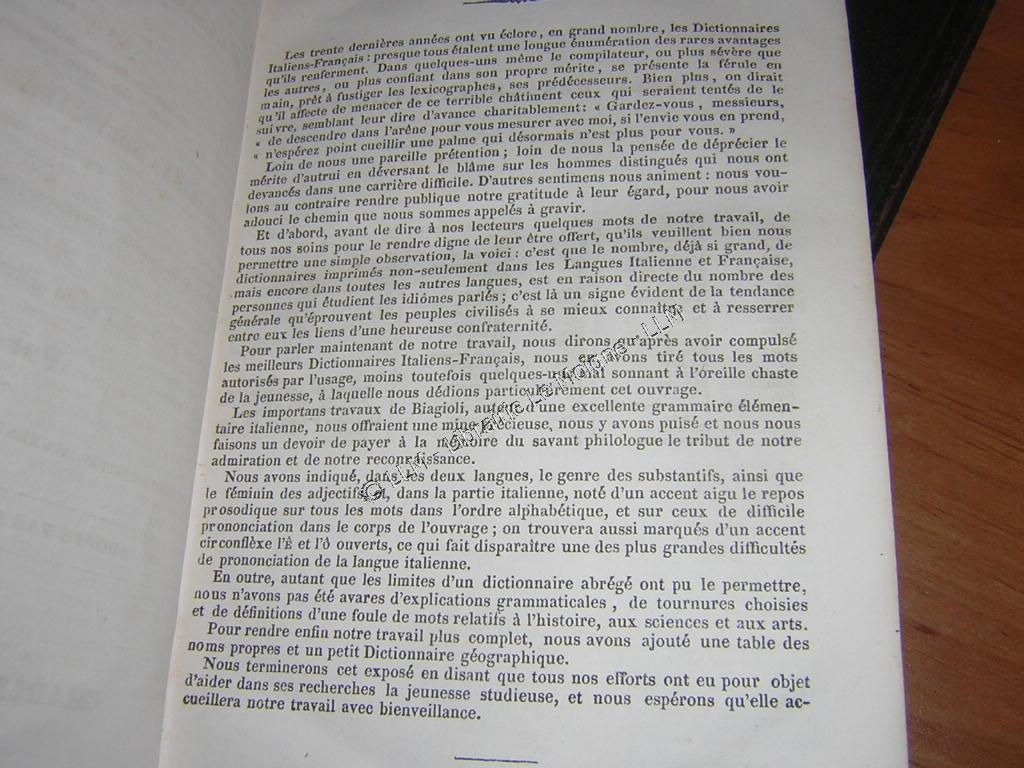 Les trente dernières années ont vu éclore, en grand nombre, les Dictionnaires
Italiens-Français : presque tous étalent une longue énumération des rares avantages
qu'ils renferment. Dans quelques-uns même le compilateur, ou plus sévère que
les autres, ou plus confiant dans son propre mérite, se présente la férule en
main, prêt à fustiger les lexicographes, ses prédécesseurs. Bien plus, on dirait
qu'il affecte de menacer de ce terrible châtiment ceux qui seraient tentés de le
suivre, semblant leur dire d'avance charitablement : « Gardez-vous, messieurs,
« de descendre dans l'arène pour vous mesurer avec moi, si l'envie vous en prend,
« n'espérez point cueillir une palme qui désormais n'est plus pour vous. »
Loin de nous une pareille prétention ; loin de nous la pensée de déprécier le
mérite d'autrui en déversant le blâme sur les hommes distingués qui nous ont
devancés dans une carrière difficile. D'autres sentimens nous animent : nous vou-
lons au contraire rendre publique notre gratitude à leur égard, pour nous avoir
adouci le chemin que nous sommes appelés à gravir.
Et d'abord, avant de dire à nos lecteurs quelques mots de notre travail, de
tous nos soins pour le rendre digne de leur être offert, qu'ils veuillent bien nous
permettre une simple observation, la voici : c'est que le nombre, déjà si grand, de
dictionnaires imprimés non-seulement dans les Langues Italienne et Française,
mais encore dans toutes les autres langues, est en raison directe du nombre des
personnes qui étudient les idiômes parlés ; c'est là un signe évident de la tendance
générale qu'éprouvent les peuples civilisés à se mieux connaître et à resserrer
entre eux les liens d'une heureuse confraternité.
Pour parler maintenant de notre travail, nous dirons qu'après avoir compulsé
les meilleurs Dictionnaires Italiens-Français, nous en avons tiré tous les mots
autorisés par l'usage, moins toutefois quelques-uns mal sonnant à l'oreille chaste
de la jeunesse, à laquelle nous dédions particulièrement cet ouvrage.
Les importans travaux de Biagioli, auteur d'une excellente grammaire élémen-
taire italienne, nous offraient une mine précieuse, nous y avons puisé et nous nous
faisons un devoir de payer à la mémoire du savant philologue le tribut de notre
admiration et de notre reconnaissance.
Nous avons indiqué, dans les deux langues, le genre des substantifs, ainsi que
le féminin des adjectifs et, dans la partie italienne, noté d'un accent aigu le repos
prosodique sur tous les mots dans l'ordre alphabétique, et sur ceux de difficile
prononciation dans le corps de l'ouvrage ; on trouvera aussi marqués d'un accent
circonflèxe l'Ê et l'Ô ouverts, ce qui fait disparaître une des plus grandes difficultés
de prononciation de la langue italienne.
En outre, autant que les limites d'un dictionnaire abrégé ont pu le permettre,
nous n'avons pas été avares d'explications grammaticales, de tournures choisies
et de définitions d'une foule de mots relatifs à l'histoire, aux sciences et aux arts.
Pour rendre enfin notre travail plus complet, nous avons ajouté une table des
noms propres et un petit Dictionnaire géographique.
Nous terminerons cet exposé en disant que tous nos efforts ont eu pour objet
d'aider dans ses recherches la jeunesse studieuse, et nous espérons qu'elle ac-
cueillera notre travail avec bienveillance.